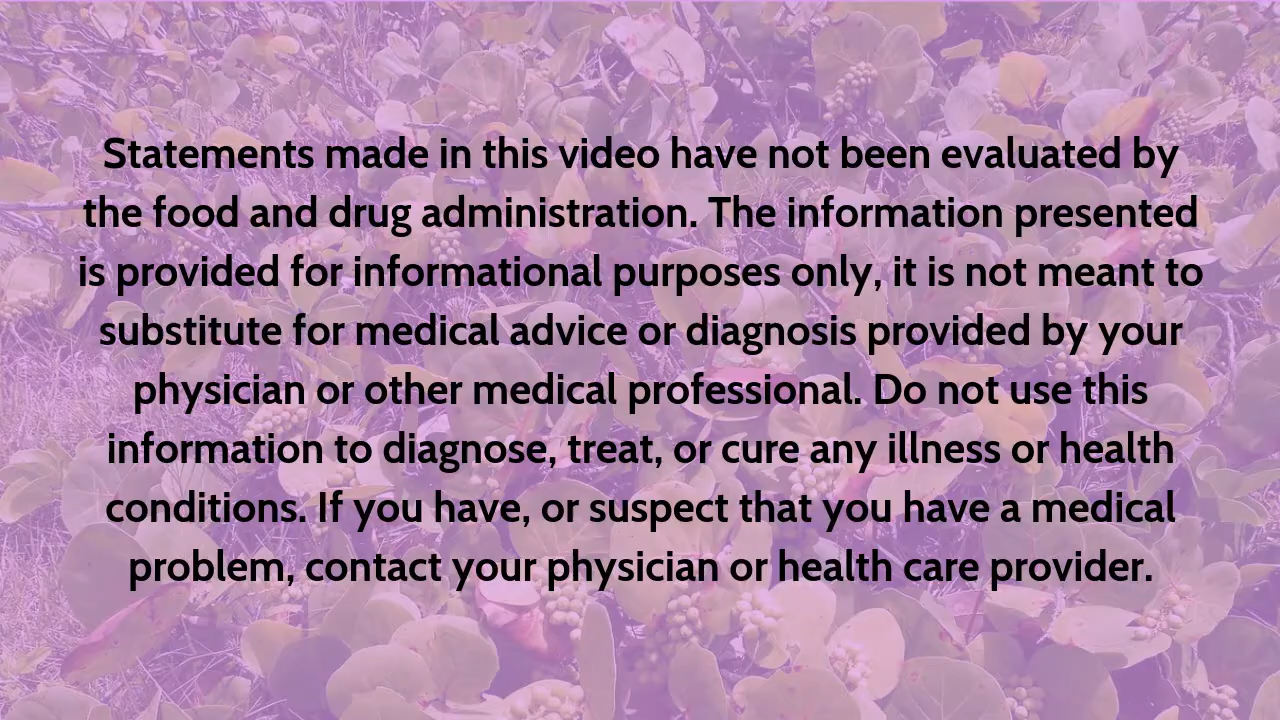 Statements made in this video have not been evaluated by
the food and drug administration. The information presented
is provided for informational purposes only, it is not meant to
substitute for medical advice or diagnosis provided by your
physician or other medical professional. Do not use this
information to diagnose, treat, or cure any illness or health
conditions. If you have, or suspect that you have a medical
problem, contact your physician or health care provider.